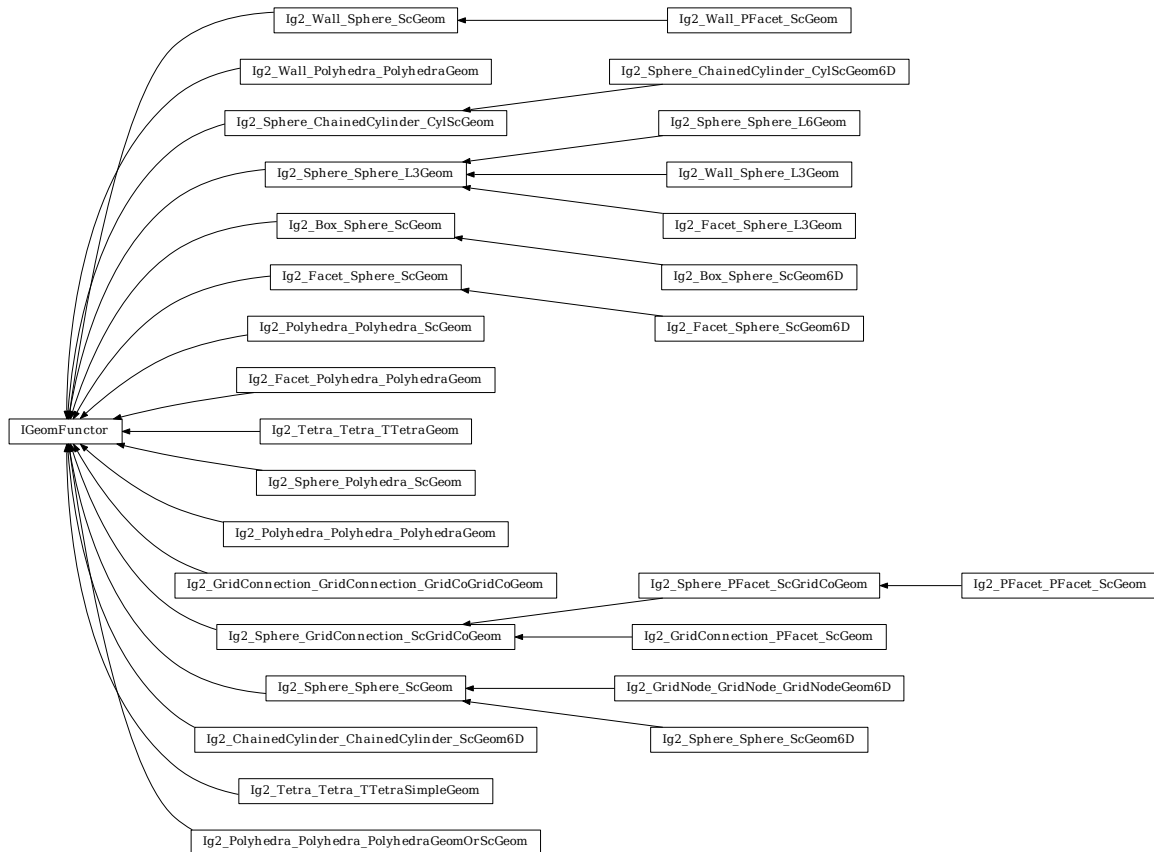 Ig2_Wall_Sphere_ScGeom
Ig2_Wall_PFacet_ScGeom
Ig2_Wall_Polyhedra_PolyhedraGeom
Ig2_Sphere_ChainedCylinder_CylScGeom6D
Ig2_Sphere_ChainedCylinder_CylScGeom
Ig2_Sphere_Sphere_L6Geom
Ig2_Sphere_Sphere_L3Geom
Ig2_Wall_Sphere_L3Geom
Ig2_Facet_Sphere_L3Geom
Ig2_Box_Sphere_ScGeom
Ig2_Box_Sphere_ScGeom6D
Ig2_Facet_Sphere_ScGeom
Ig2_Facet_Sphere_ScGeom6D
Ig2_Polyhedra_Polyhedra_ScGeom
Ig2_Facet_Polyhedra_PolyhedraGeom
IGeomFunctor
Ig2_Tetra_Tetra_TTetraGeom
Ig2_Sphere_Polyhedra_ScGeom
Ig2_Polyhedra_Polyhedra_PolyhedraGeom
Ig2_GridConnection_GridConnection_GridCoGridCoGeom
Ig2_Sphere_PFacet_ScGridCoGeom
Ig2_PFacet_PFacet_ScGeom
Ig2_Sphere_GridConnection_ScGridCoGeom
Ig2_GridConnection_PFacet_ScGeom
Ig2_Sphere_Sphere_ScGeom
Ig2_GridNode_GridNode_GridNodeGeom6D
Ig2_ChainedCylinder_ChainedCylinder_ScGeom6D
Ig2_Sphere_Sphere_ScGeom6D
Ig2_Tetra_Tetra_TTetraSimpleGeom
Ig2_Polyhedra_Polyhedra_PolyhedraGeomOrScGeom